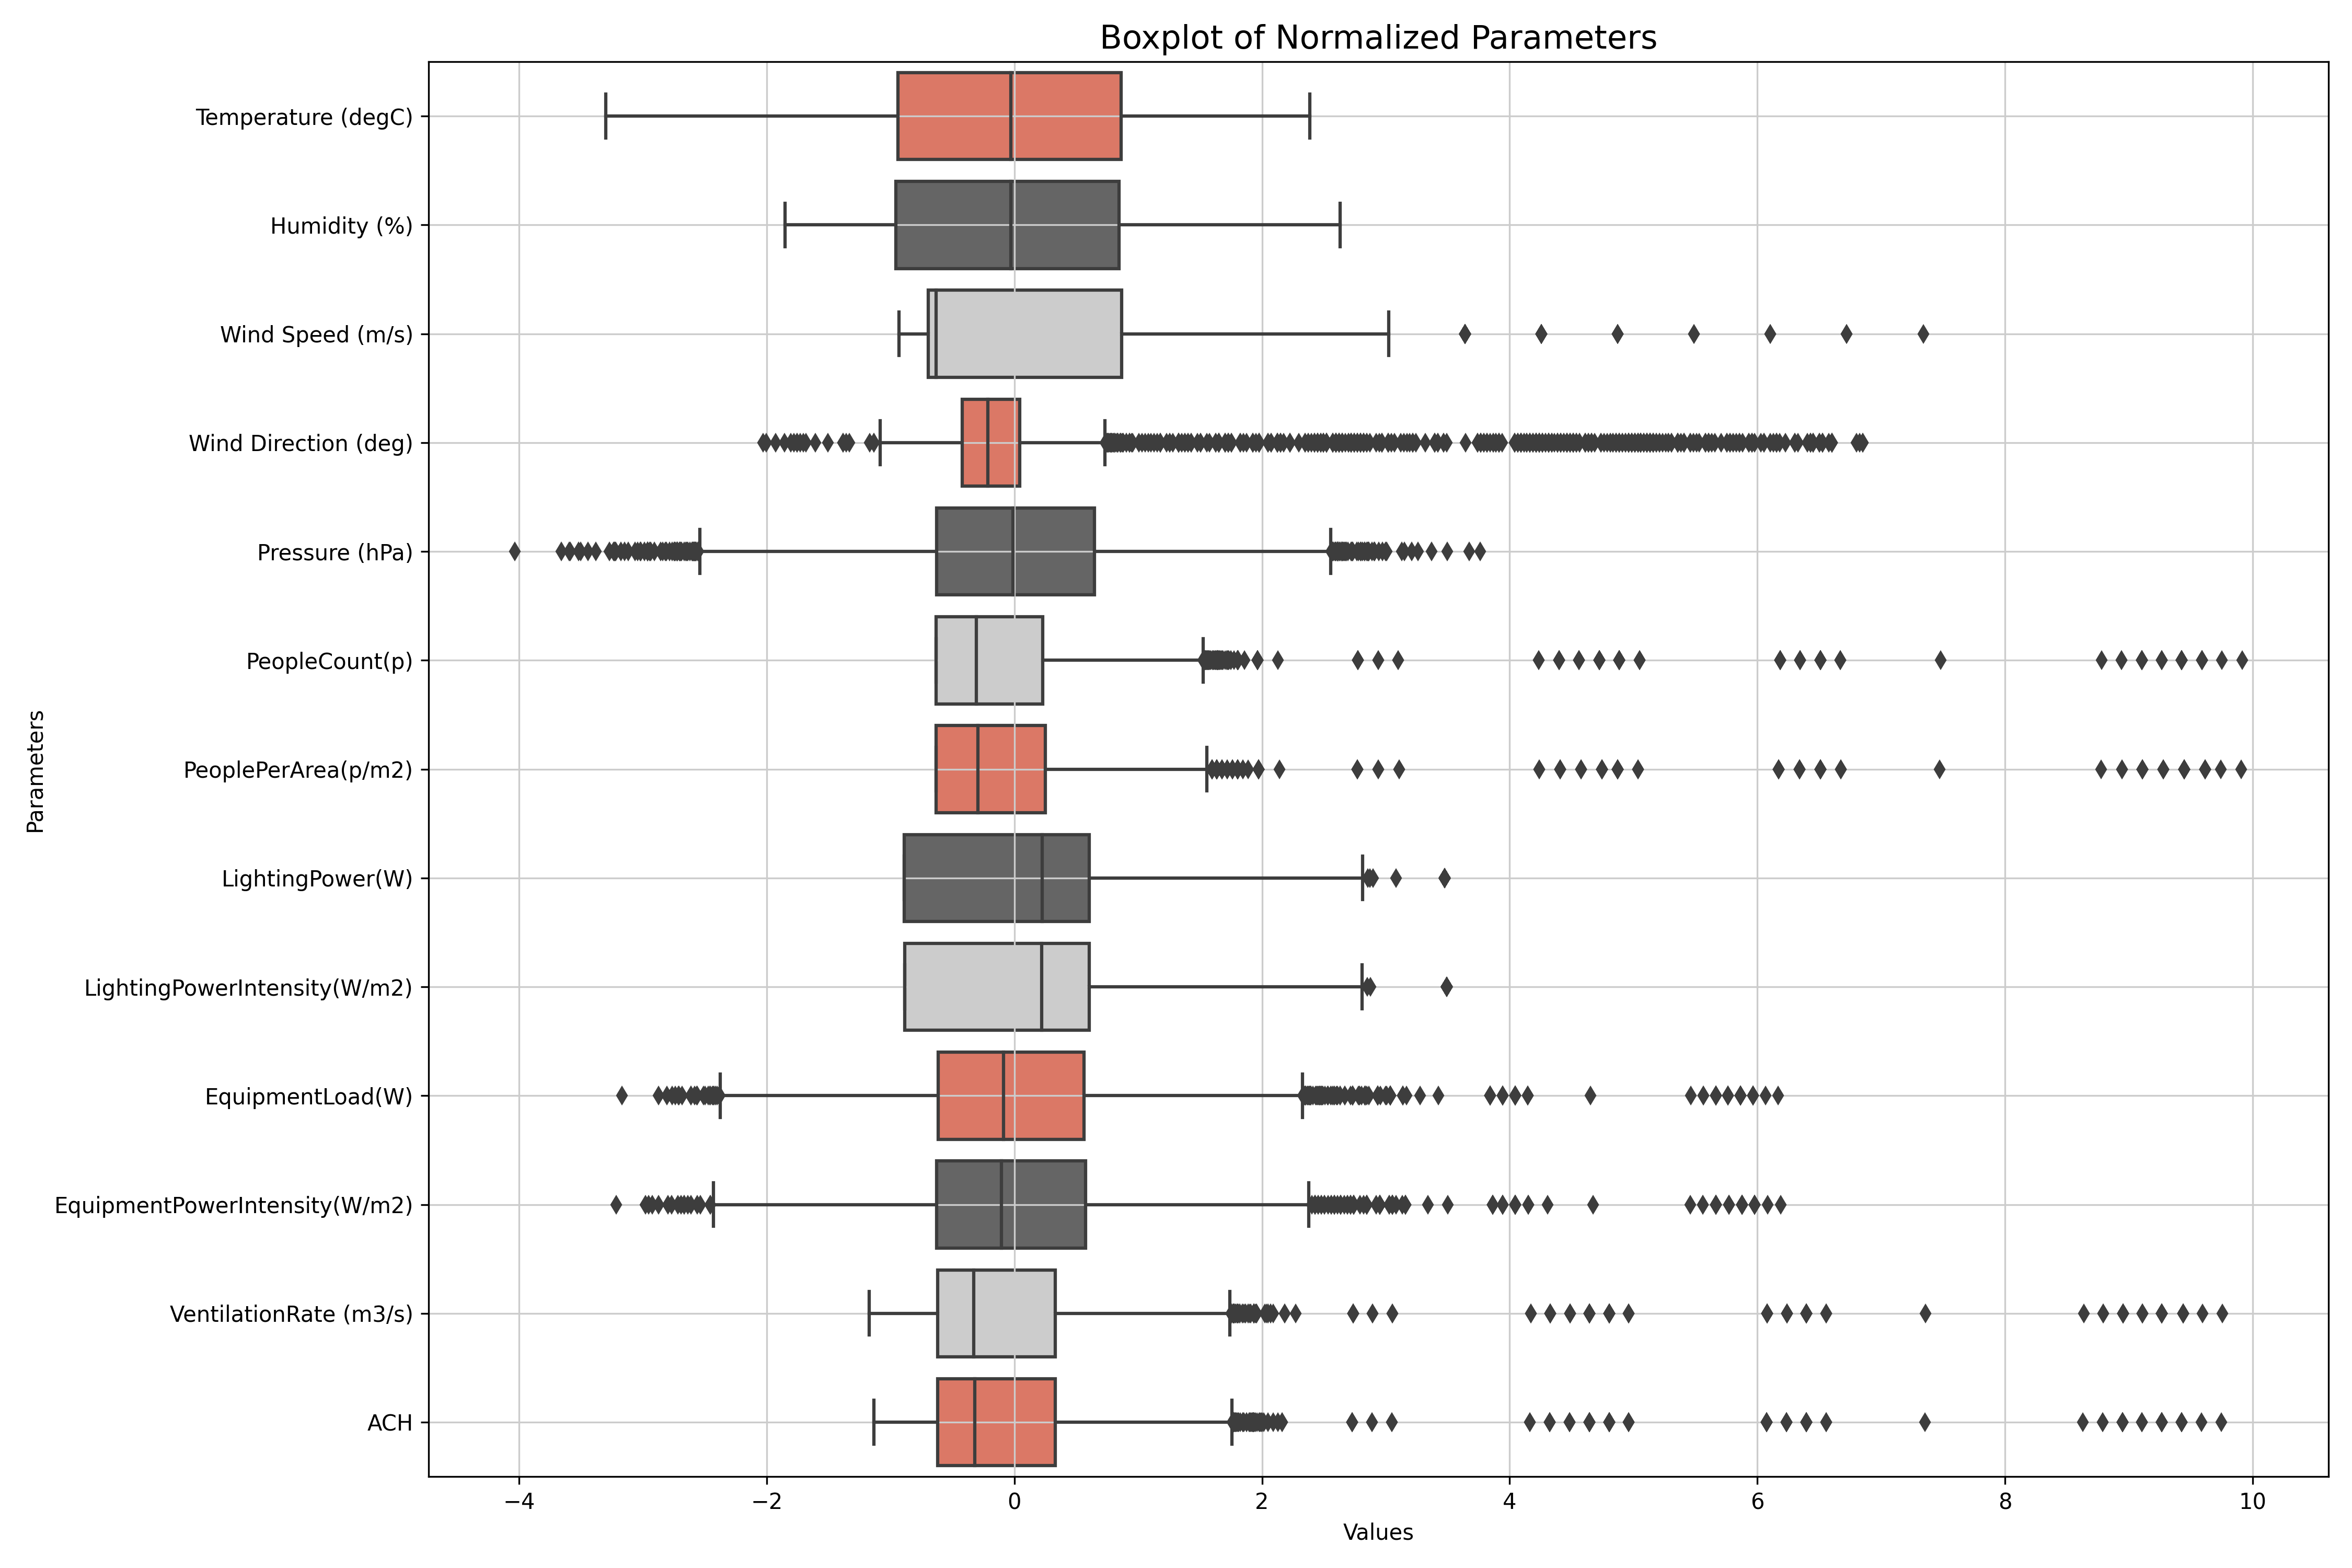 Boxplot of Normalized Parameters
Temperature (degC)
Humidity (%)
Wind Speed (m/s)
Wind Direction (deg)
Pressure (hPa)
PeopleCount(p)
PeoplePerArea(p/m2)
LightingPower(W)
LightingPowerIntensity(W/m2)
EquipmentLoad(W)
EquipmentPowerIntensity(W/m2)
VentilationRate (m3/s)
ACH
Parameters
−4 −2 0 2 4 6 8 10
Values